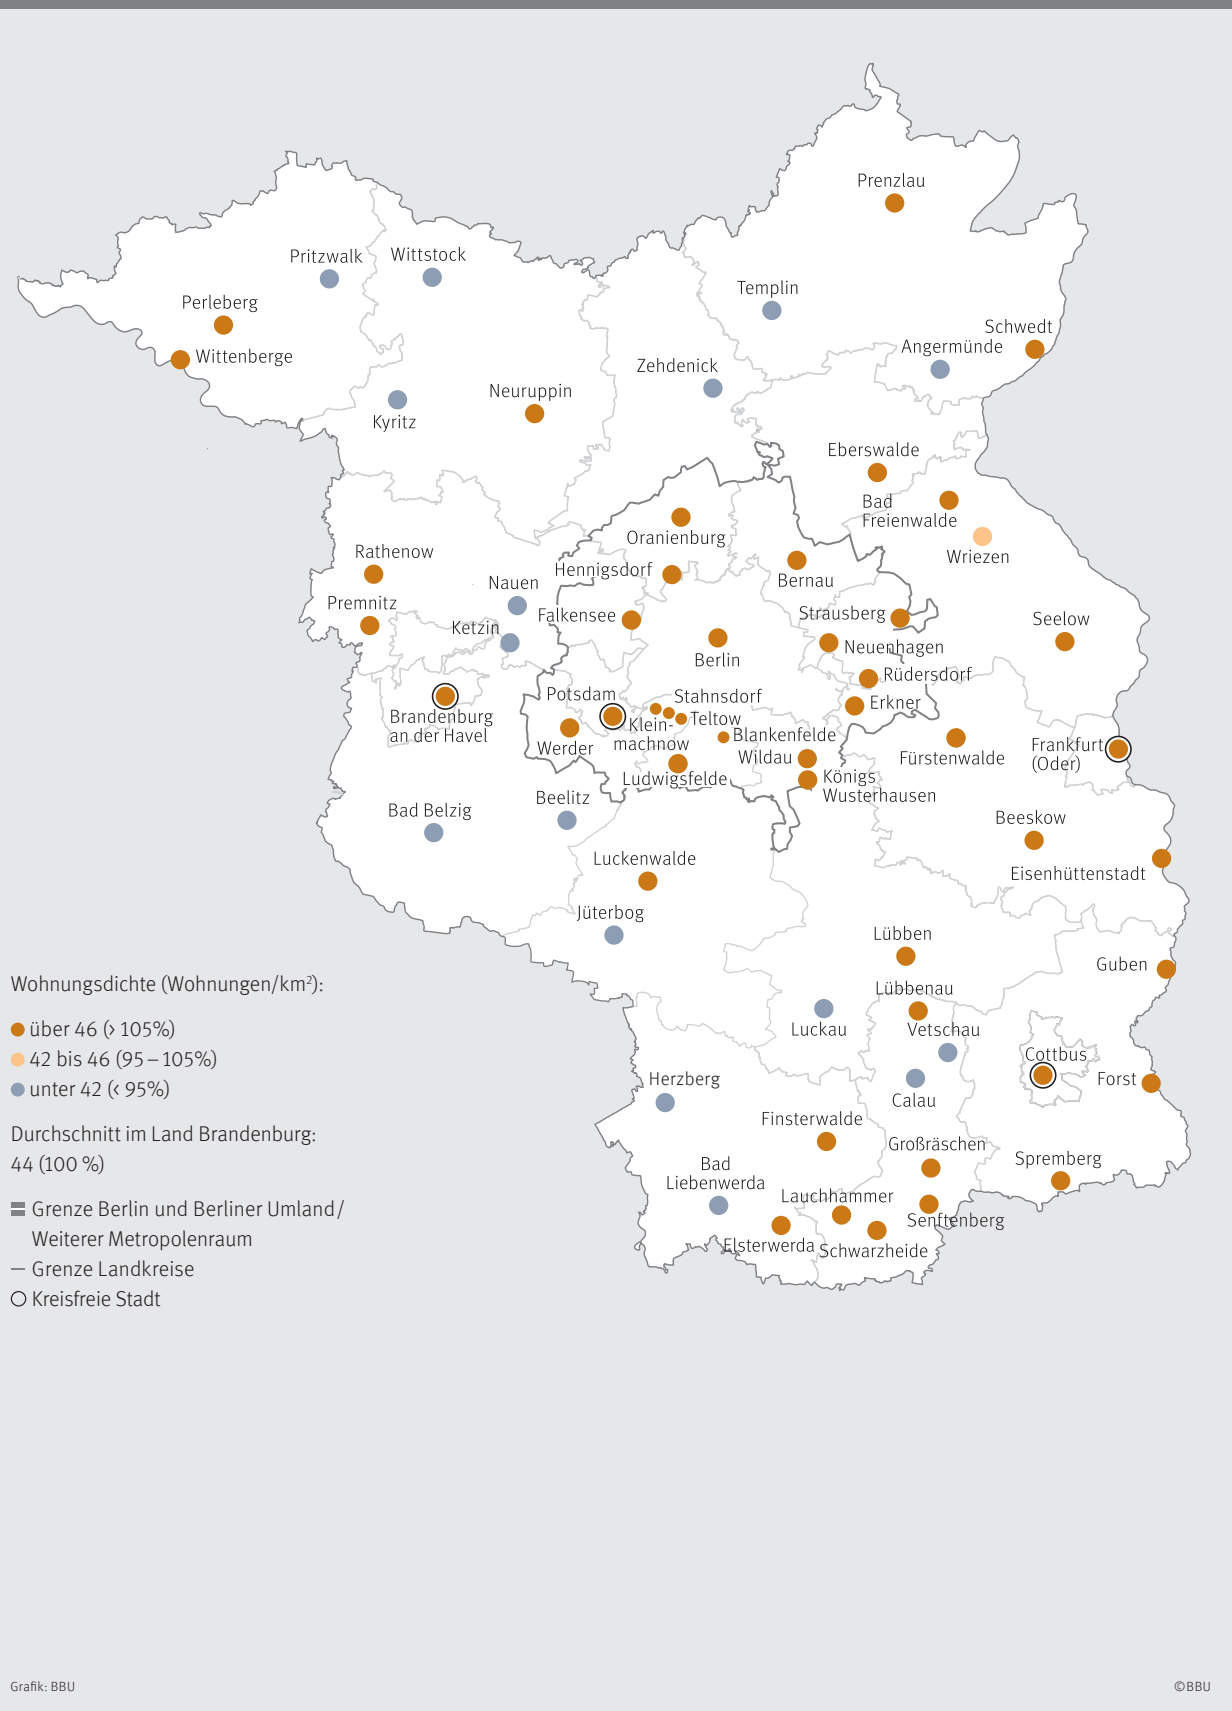 Prenzlau
Pritzwalk
Wittstock
Templin
Perleberg
Schwedt
Angermünde
Wittenberge
Zehdenick
Neuruppin
Kyritz
Eberswalde
Bad
Freienwalde
Oranienburg
Wriezen
Rathenow
Hennigsdorf
Bernau
Nauen
Premnitz
Falkensee
Strausberg
Seelow
Ketzin
Neuenhagen
Berlin
Rüdersdorf
Potsdam
Stahnsdorf
Erkner
Brandenburg
an der Havel
Klein-
machnow
Teltow
Blankenfelde
Werder
Wildau
Fürstenwalde
Frankfurt
(Oder)
Ludwigsfelde
Königs
Wusterhausen
Beelitz
Bad Belzig
Beeskow
Luckenwalde
Eisenhüttenstadt
Jüterbog
Lübben
Guben
Lübbenau
Luckau
Vetschau
Cottbus
Herzberg
Forst
Calau
Finsterwalde
Großräschen
Bad
Liebenwerda
Spremberg
Lauchhammer
Senftenberg
Elsterwerda
Schwarzheide
Wohnungsdichte (Wohnungen/km²):
über 46 (› 105%)
42 bis 46 (95 – 105%)
unter 42 (‹ 95%)
Durchschnitt im Land Brandenburg:
44 (100 %)
Grenze Berlin und Berliner Umland/
Weiterer Metropolenraum
Grenze Landkreise
Kreisfreie Stadt
Grafik: BBU
©BBU